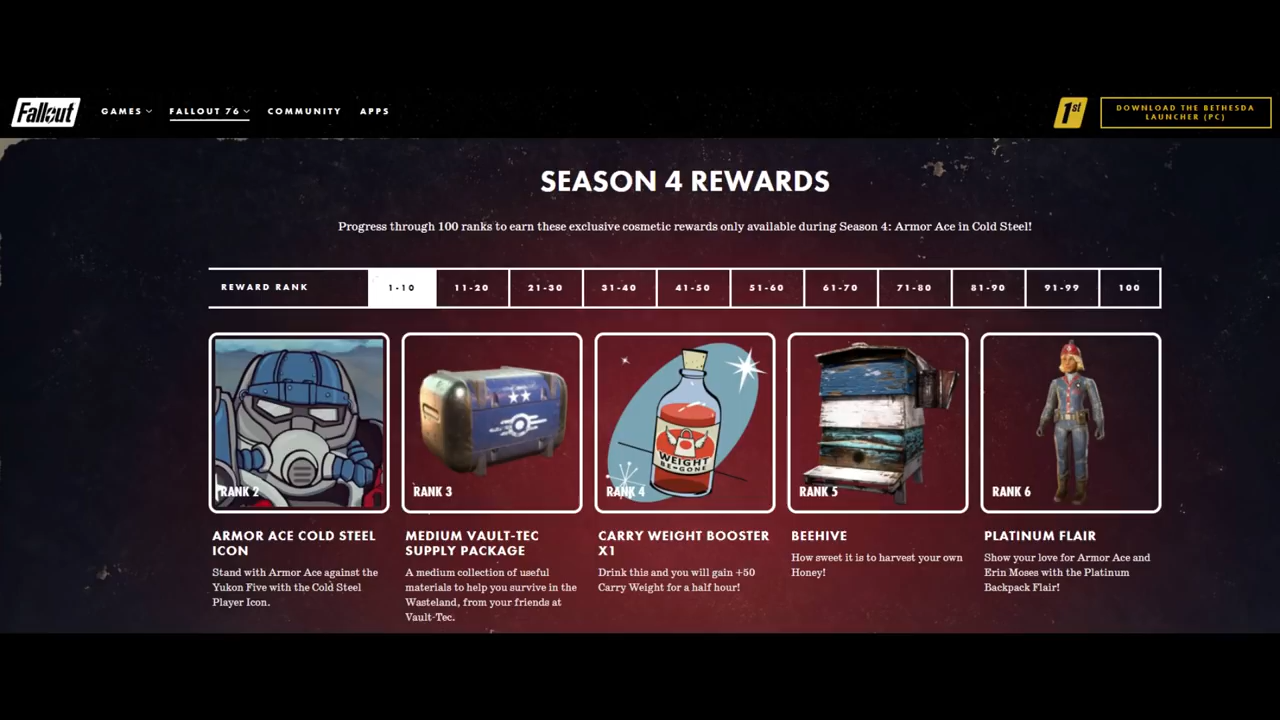 Fallout
GAMES
FALLOUT 76
COMMUNITY
APPS
1st
DOWNLOAD THE BETHESDA
LAUNCHER (PC)
SEASON 4 REWARDS
Progress through 100 ranks to earn these exclusive cosmetic rewards only available during Season 4: Armor Ace in Cold Steel!
REWARD RANK 1-10 11-20 21-30 31-40 41-50 51-60 61-70 71-80 81-90 91-99 100
WEIGHT
BE-GONE
RANK 2
RANK 3
RANK 4
RANK 5
RANK 6
ARMOR ACE COLD STEEL
ICON
Stand with Armor Ace against the
Yukon Five with the Cold Steel
Player Icon.
MEDIUM VAULT-TEC
SUPPLY PACKAGE
A medium collection of useful
materials to help you survive in the
Wasteland, from your friends at
Vault-Tec.
CARRY WEIGHT BOOSTER
X1
Drink this and you will gain +50
Carry Weight for a half hour!
BEEHIVE
How sweet it is to harvest your own
Honey!
PLATINUM FLAIR
Show your love for Armor Ace and
Erin Moses with the Platinum
Backpack Flair!